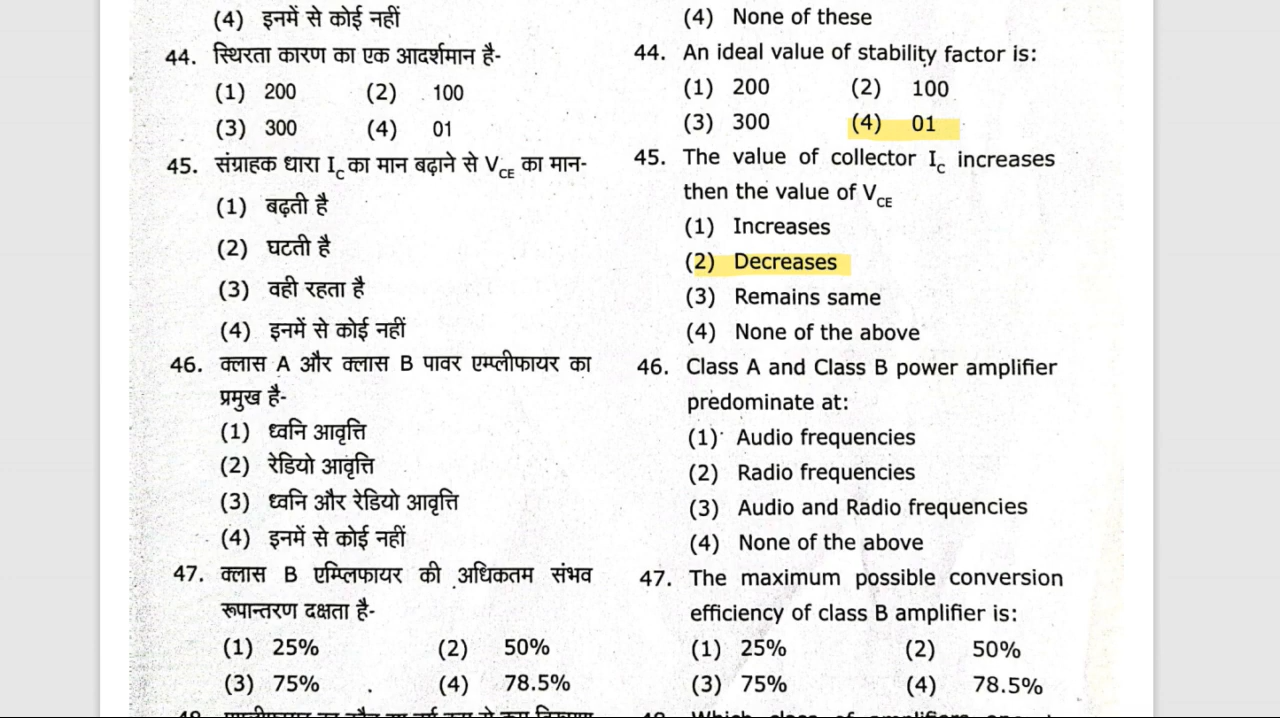 (4) इनमें से कोई नहीं
44. स्थिरता कारण का एक आदर्शमान है-
(1) 200 (2) 100
(3) 300 (4) 01
45. संग्राहक धारा I_C का मान बढ़ाने से V_CE का मान-
(1) बढ़ती है
(2) घटती है
(3) वही रहता है
(4) इनमें से कोई नहीं
46. क्लास A और क्लास B पावर एम्प्लीफायर का
प्रमुख है-
(1) ध्वनि आवृत्ति
(2) रेडियो आवृत्ति
(3) ध्वनि और रेडियो आवृत्ति
(4) इनमें से कोई नहीं
47. क्लास B एम्प्लिफायर की अधिकतम संभव
रूपान्तरण दक्षता है-
(1) 25% (2) 50%
(3) 75% (4) 78.5%
(4) None of these
44. An ideal value of stability factor is:
(1) 200 (2) 100
(3) 300 (4) 01
45. The value of collector I_C increases
then the value of V_CE
(1) Increases
(2) Decreases
(3) Remains same
(4) None of the above
46. Class A and Class B power amplifier
predominate at:
(1) Audio frequencies
(2) Radio frequencies
(3) Audio and Radio frequencies
(4) None of the above
47. The maximum possible conversion
efficiency of class B amplifier is:
(1) 25% (2) 50%
(3) 75% (4) 78.5%